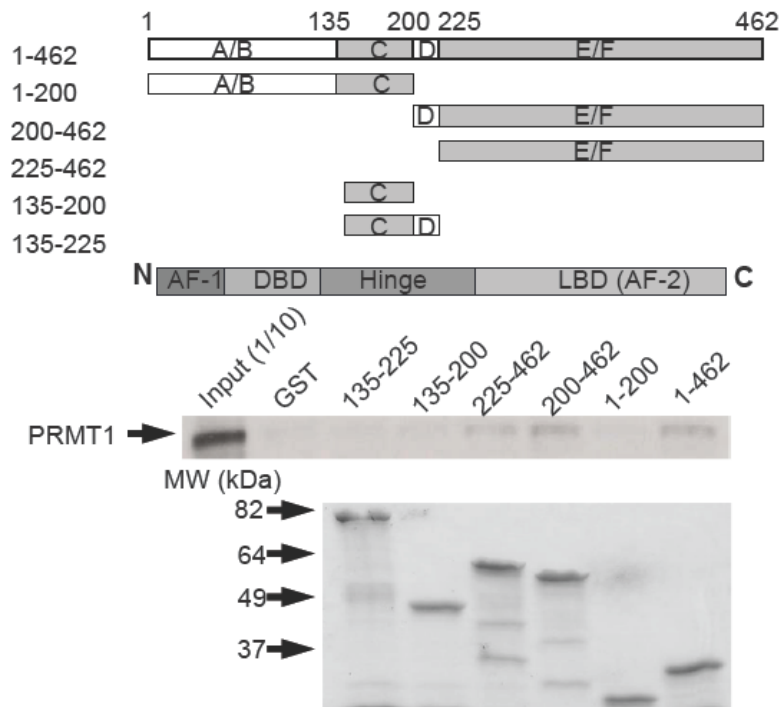 1 135 200 225 462
1-462 A/B C D E/F
1-200 A/B C
200-462 D E/F
225-462 E/F
135-200 C
135-225 C D
N AF-1 DBD Hinge LBD (AF-2) C
Input (1/10) GST 135-225 135-200 225-462 200-462 1-200 1-462
PRMT1
MW (kDa)
82
64
49
37